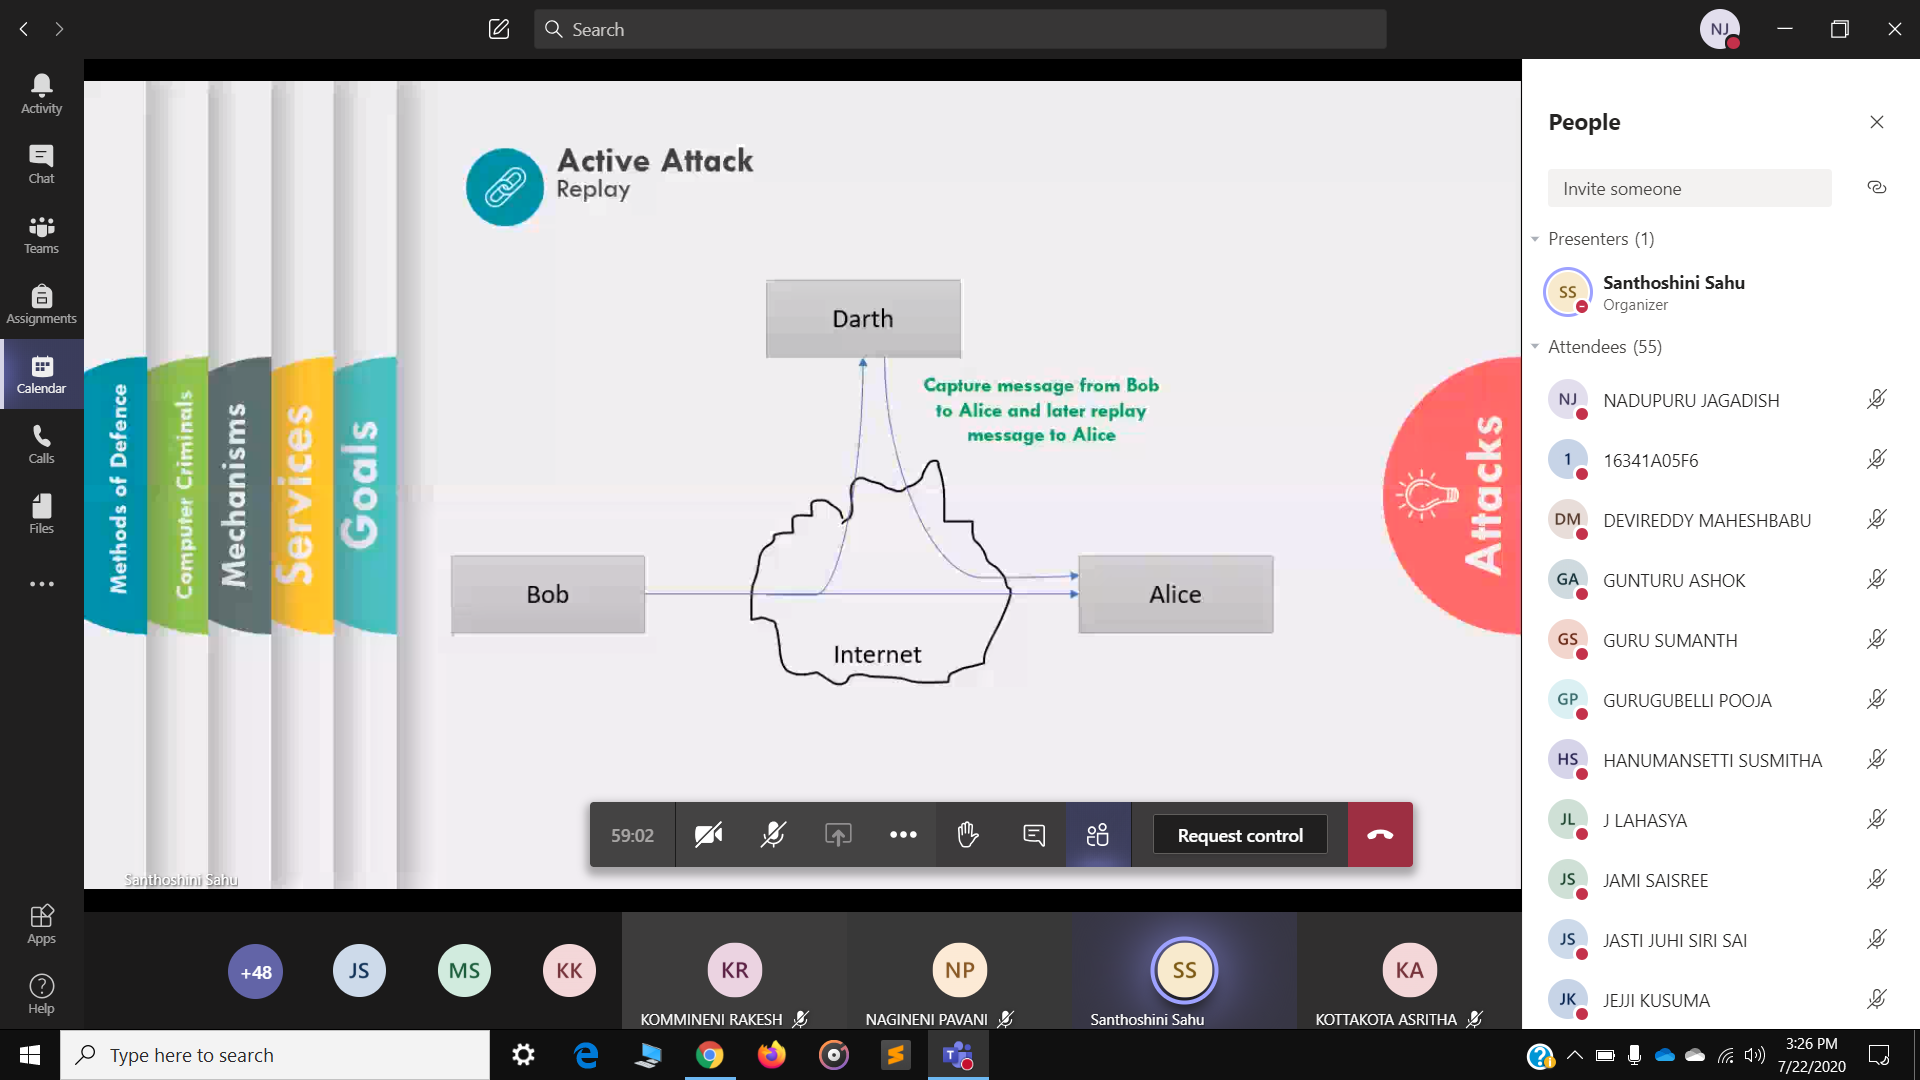 Search
NJ
Activity
Chat
Teams
Assignments
Calendar
Calls
Files
Apps
Help
Methods of Defence
Computer Criminals
Mechanisms
Services
Goals
Active Attack
Replay
Darth
Capture message from Bob
to Alice and later replay
message to Alice
Bob
Alice
Internet
Attacks
59:02
Request control
Santhoshini Sahu
+48
JS
MS
KK
KR
KOMMINENI RAKESH
NP
NAGINENI PAVANI
SS
Santhoshini Sahu
KA
KOTTAKOTA ASRITHA
People
Invite someone
Presenters (1)
SS
Santhoshini Sahu
Organizer
Attendees (55)
NJ NADUPURU JAGADISH
1 16341A05F6
DM DEVIREDDY MAHESHBABU
GA GUNTURU ASHOK
GS GURU SUMANTH
GP GURUGUBELLI POOJA
HS HANUMANSETTI SUSMITHA
JL J LAHASYA
JS JAMI SAISREE
JS JASTI JUHI SIRI SAI
JK JEJJI KUSUMA
Type here to search
3:26 PM
7/22/2020